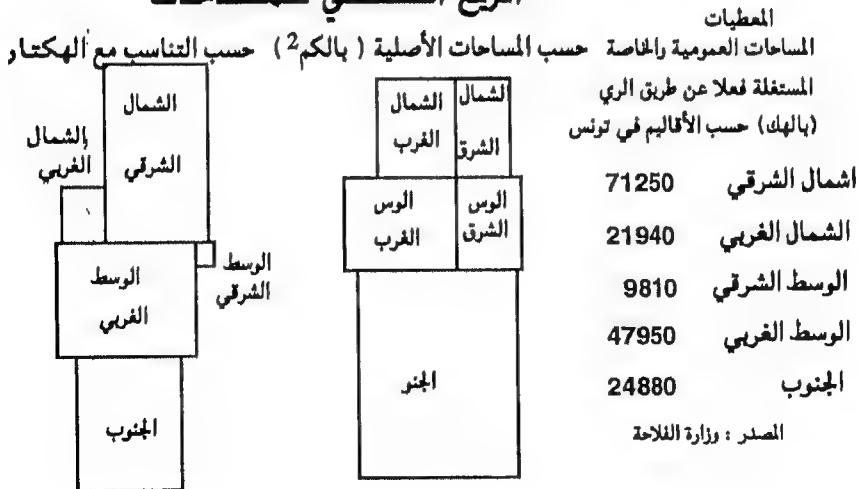 المعطيات
المساحات العمومية والخاصة
المستغلة فعلا عن طريق الري
(بالهك) حسب الأقاليم في تونس
اشمال الشرقي 71250
الشمال الغربي 21940
الوسط الشرقي 9810
الوسط الغربي 47950
الجنوب 24880
المصدر : وزارة الفلاحة
حسب المساحات الأصلية ( بالكم2 )
الشمال
الشرق
الشمال
الغرب
الوس
الشرق
الوس
الغرب
الجنو
حسب التناسب مع الهكتار
الشمال
الشرقي
الشمال
الغربي
الوسط
الشرقي
الوسط
الغربي
الجنوب